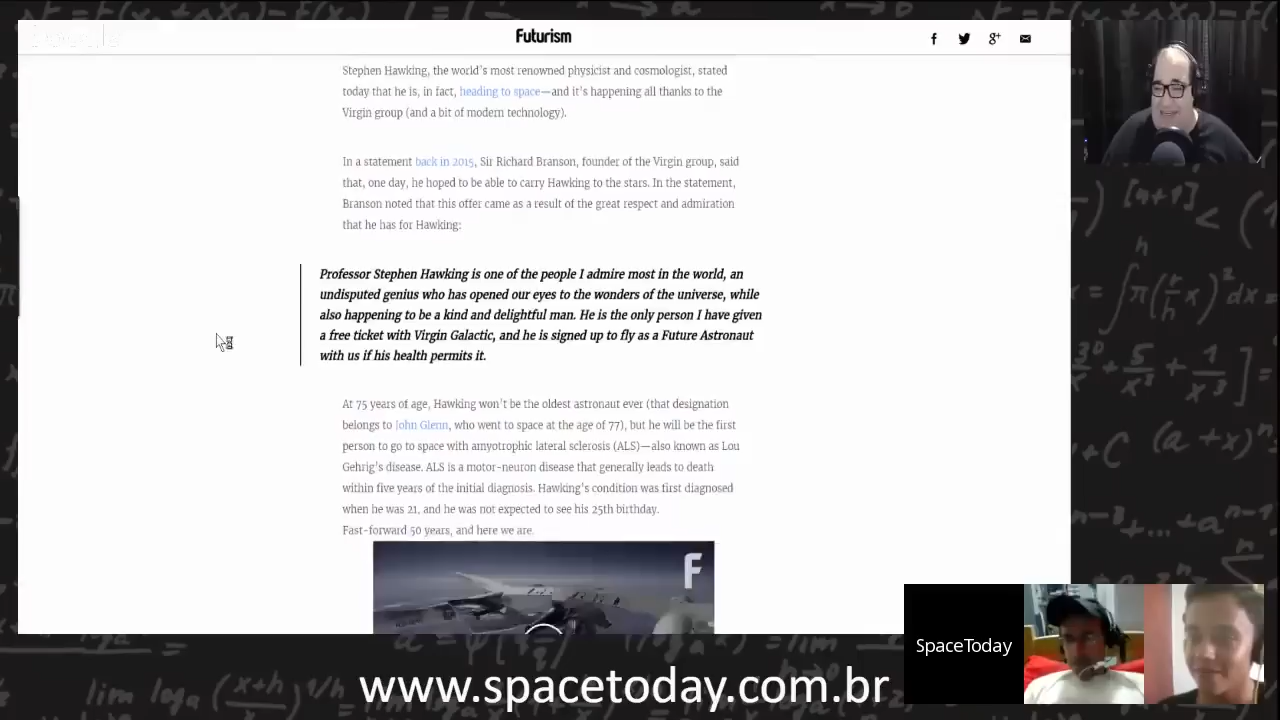 Futurism
Stephen Hawking, the world's most renowned physicist and cosmologist, stated
today that he is, in fact, heading to space—and it's happening all thanks to the
Virgin group (and a bit of modern technology).
In a statement back in 2015, Sir Richard Branson, founder of the Virgin group, said
that, one day, he hoped to be able to carry Hawking to the stars. In the statement,
Branson noted that this offer came as a result of the great respect and admiration
that he has for Hawking:
Professor Stephen Hawking is one of the people I admire most in the world, an
undisputed genius who has opened our eyes to the wonders of the universe, while
also happening to be a kind and delightful man. He is the only person I have given
a free ticket with Virgin Galactic, and he is signed up to fly as a Future Astronaut
with us if his health permits it.
At 75 years of age, Hawking won't be the oldest astronaut ever (that designation
belongs to John Glenn, who went to space at the age of 77), but he will be the first
person to go to space with amyotrophic lateral sclerosis (ALS)—also known as Lou
Gehrig's disease. ALS is a motor-neuron disease that generally leads to death
within five years of the initial diagnosis. Hawking's condition was first diagnosed
when he was 21, and he was not expected to see his 25th birthday.
Fast-forward 50 years, and here we are.
F
SpaceToday
www.spacetoday.com.br